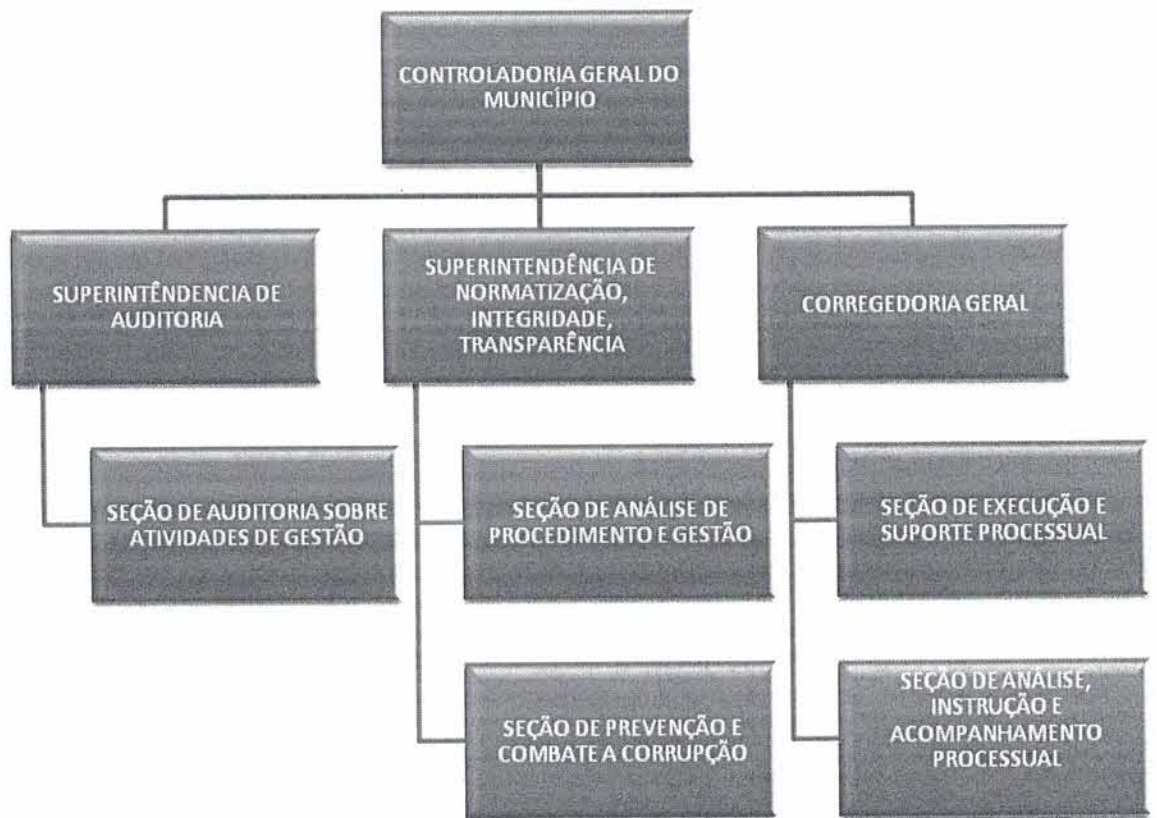 CONTROLADORIA GERAL DO
MUNICÍPIO
SUPERINTÊNDENCIA DE
AUDITORIA
SUPERINTENDÊNCIA DE
NORMATIZAÇÃO,
INTEGRIDADE,
TRANSPARÊNCIA
CORREGEDORIA GERAL
SEÇÃO DE AUDITORIA SOBRE
ATIVIDADES DE GESTÃO
SEÇÃO DE ANÁLISE DE
PROCEDIMENTO E GESTÃO
SEÇÃO DE EXECUÇÃO E
SUPORTE PROCESSUAL
SEÇÃO DE PREVENÇÃO E
COMBATE A CORRUPÇÃO
SEÇÃO DE ANÁLISE,
INSTRUÇÃO E
ACOMPANHAMENTO
PROCESSUAL